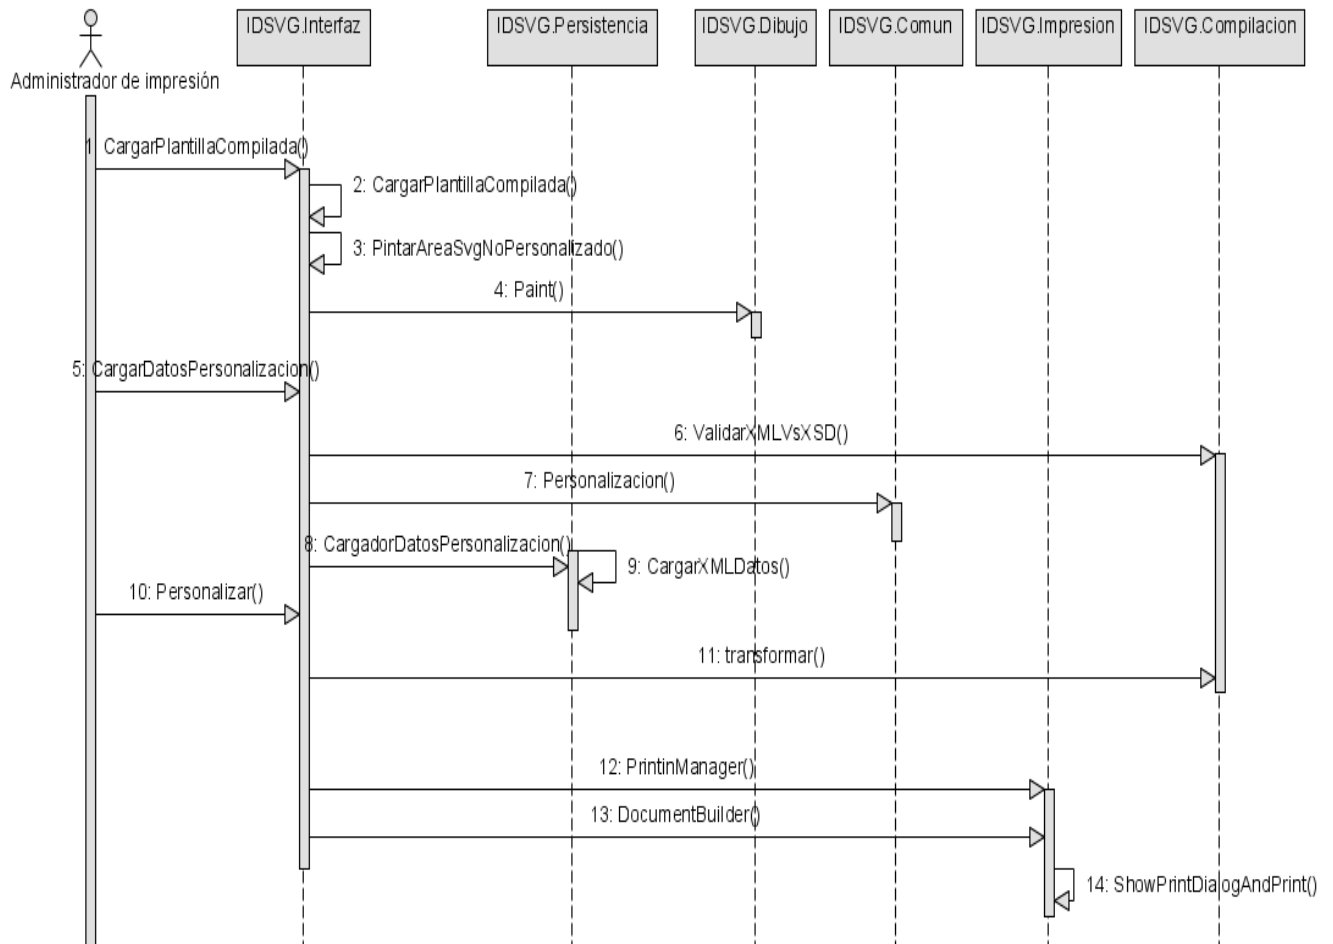 IDSVG.Interfaz
IDSVG.Persistencia
IDSVG.Dibujo
IDSVG.Comun
IDSVG.Impresion
IDSVG.Compilacion
Administrador de impresión
1: CargarPlantillaCompilada()
2: CargarPlantillaCompilada()
3: PintarAreaSvgNoPersonalizado()
4: Paint()
5: CargarDatosPersonalizacion()
6: ValidarXMLVsXSD()
7: Personalizacion()
8: CargadorDatosPersonalizacion()
9: CargarXMLDatos()
10: Personalizar()
11: transformar()
12: PrintinManager()
13: DocumentBuilder()
14: ShowPrintDialogAndPrint()